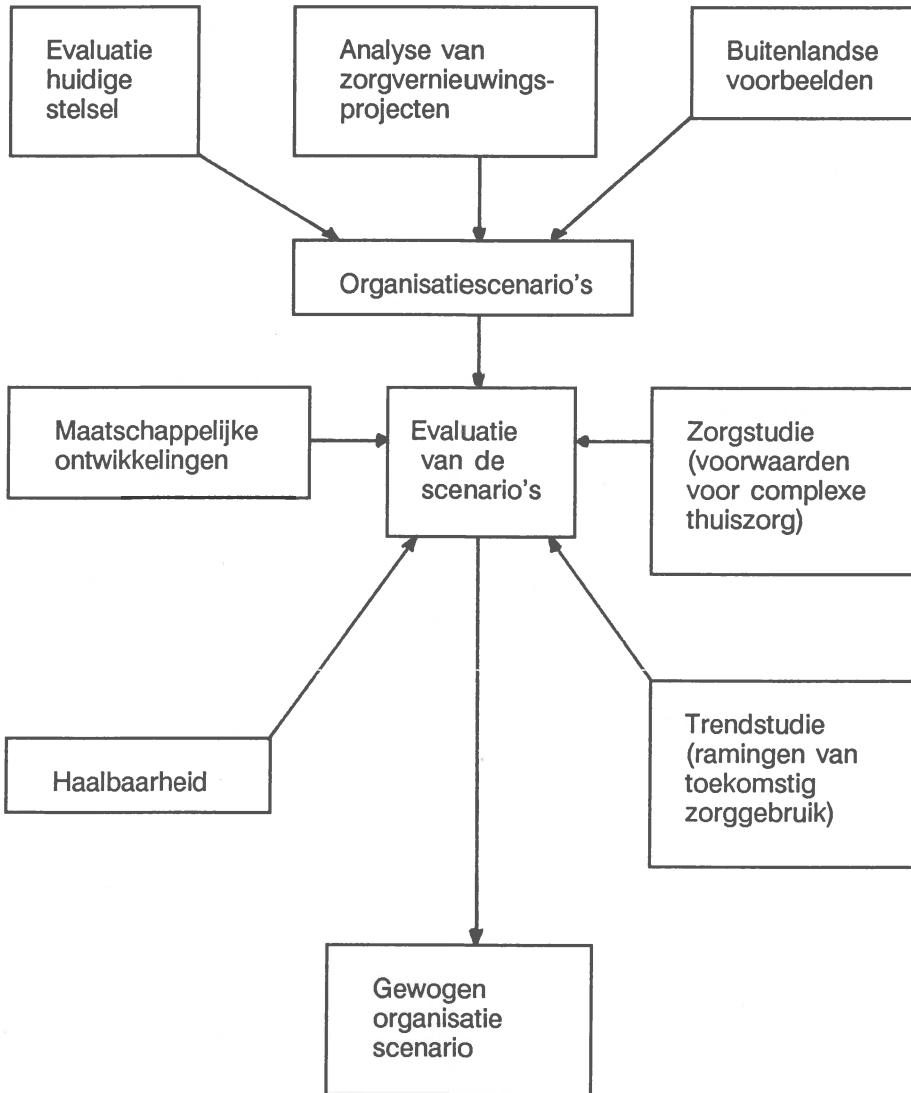 Evaluatie
huidige
stelsel
Analyse van
zorgvernieuwings-
projecten
Buitenlandse
voorbeelden
Organisatiescenario's
Maatschappelijke
ontwikkelingen
Evaluatie
van de
scenario's
Zorgstudie
(voorwaarden
voor complexe
thuiszorg)
Haalbaarheid
Trendstudie
(ramingen van
toekomstig
zorggebruik)
Gewogen
organisatie
scenario